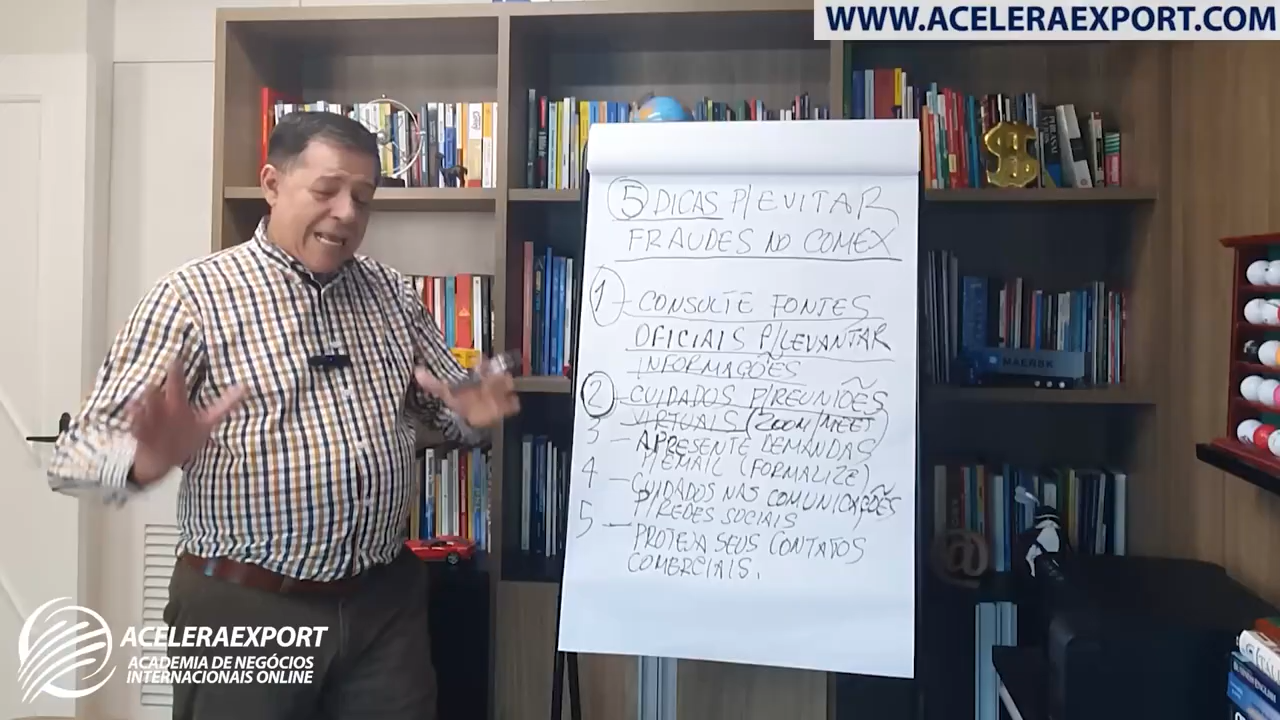 WWW.ACELERAEXPORT.COM
5 DICAS P/ EVITAR
FRAUDES NO COMEX
1 - CONSULTE FONTES
OFICIAIS P/ LEVANTAR
INFORMAÇÕES
2 - CUIDADOS P/ REUNIÕES
VIRTUAIS (ZOOM/MEET)
3 - APRESENTE DEMANDAS
P/ EMAIL (FORMALIZE)
4 - CUIDADOS NAS COMUNICAÇÕES
P/ REDES SOCIAIS
5 - PROTEJA SEUS CONTATOS
COMERCIAIS.
MAERSK
@
$
ACELERAEXPORT
ACADEMIA DE NEGÓCIOS
INTERNACIONAIS ONLINE